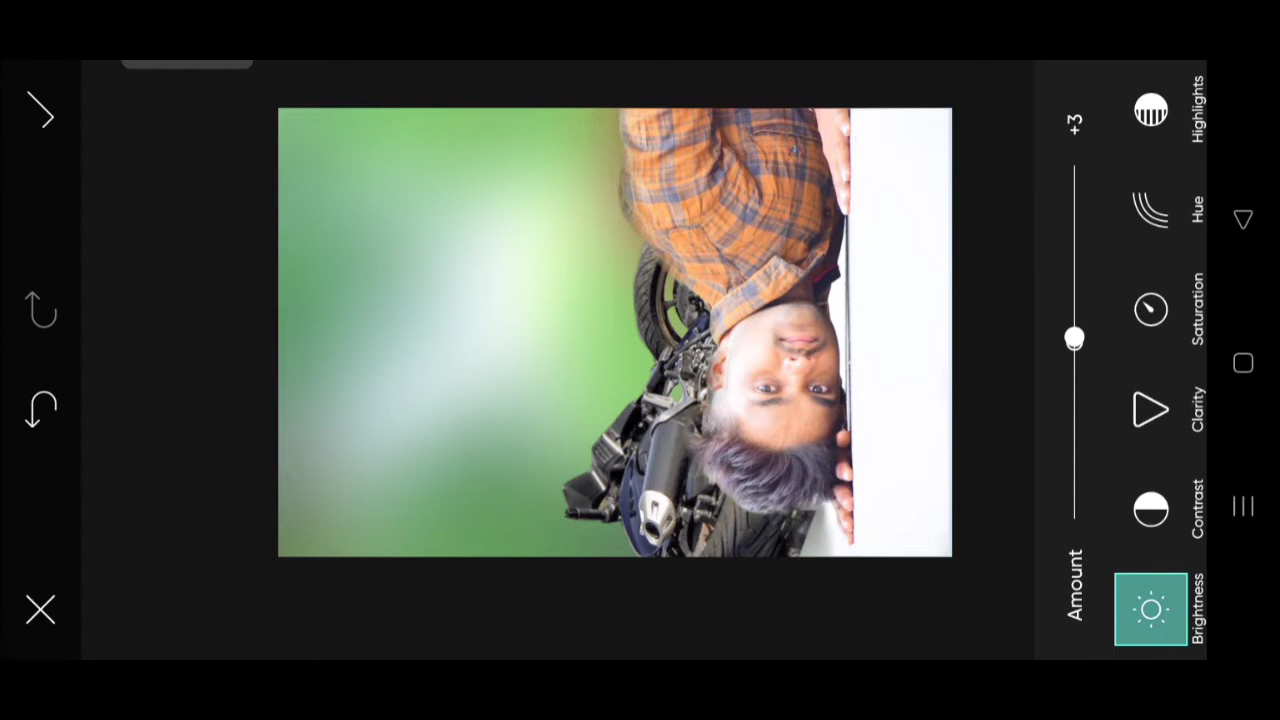 Amount
+3
Brightness
Contrast
Clarity
Saturation
Hue
Highlights